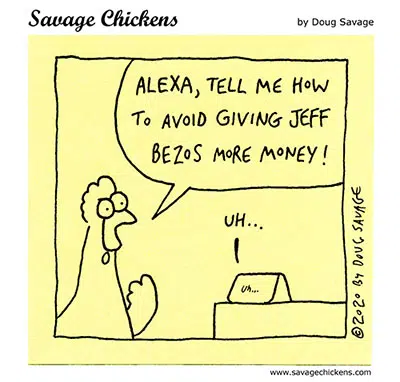 Savage Chickens
by Doug Savage
ALEXA, TELL ME HOW
TO AVOID GIVING JEFF
BEZOS MORE MONEY!
UH...
Uh...
©2020 BY DOUG SAVAGE
www.savagechickens.com